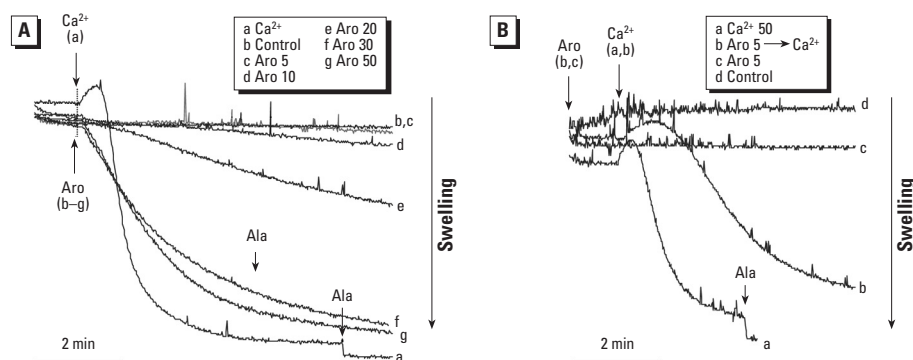 A
Ca²⁺
(a)
a Ca²⁺ e Aro 20
b Control f Aro 30
c Aro 5 g Aro 50
d Aro 10
b,c
d
e
Aro
(b–g)
Ala
Ala
f
g
a
2 min
Swelling
B
Aro
(b,c)
Ca²⁺
(a,b)
a Ca²⁺ 50
b Aro 5 → Ca²⁺
c Aro 5
d Control
d
c
Ala
b
a
2 min
Swelling